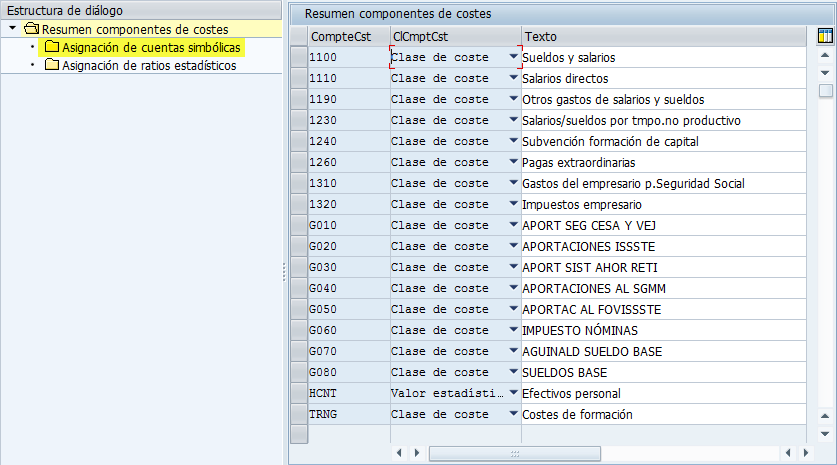 Estructura de diálogo
Resumen componentes de costes
Asignación de cuentas simbólicas
Asignación de ratios estadísticos
Resumen componentes de costes
CompteCst ClCmptCst Texto
1100 Clase de coste Sueldos y salarios
1110 Clase de coste Salarios directos
1190 Clase de coste Otros gastos de salarios y sueldos
1230 Clase de coste Salarios/sueldos por tmpo.no productivo
1240 Clase de coste Subvención formación de capital
1260 Clase de coste Pagas extraordinarias
1310 Clase de coste Gastos del empresario p.Seguridad Social
1320 Clase de coste Impuestos empresario
G010 Clase de coste APORT SEG CESA Y VEJ
G020 Clase de coste APORTACIONES ISSSTE
G030 Clase de coste APORT SIST AHOR RETI
G040 Clase de coste APORTACIONES AL SGMM
G050 Clase de coste APORTAC AL FOVISSSTE
G060 Clase de coste IMPUESTO NÓMINAS
G070 Clase de coste AGUINALD SUELDO BASE
G080 Clase de coste SUELDOS BASE
HCNT Valor estadísti… Efectivos personal
TRNG Clase de coste Costes de formación